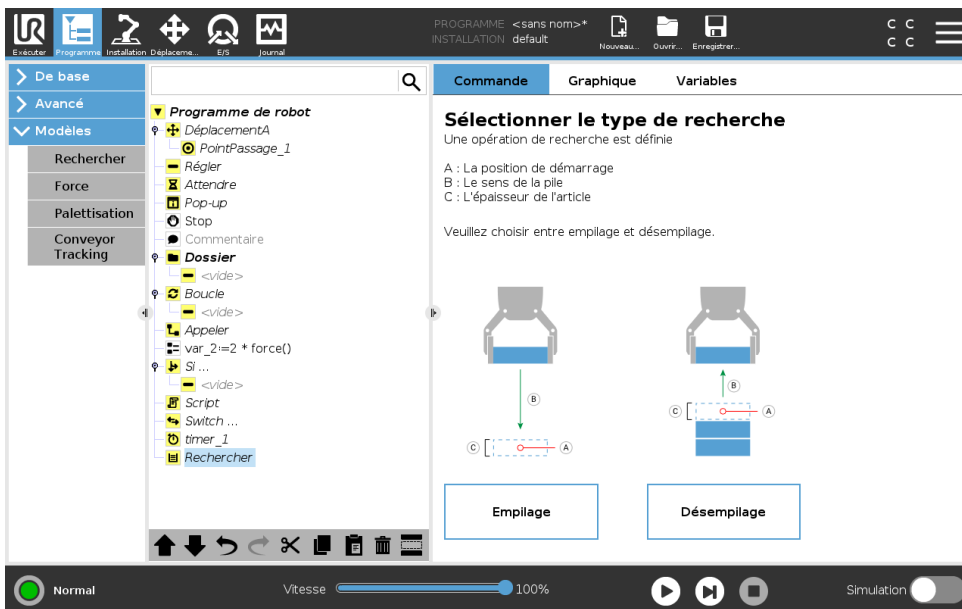 PROGRAMME <sans nom>*
INSTALLATION default
C C
C C
Exécuter
Programme
Installation
Déplaceme...
E/S
Journal
Nouveau...
Ouvrir...
Enregistrer...
De base
Avancé
Modèles
Rechercher
Force
Palettisation
Conveyor
Tracking
Programme de robot
DéplacementA
PointPassage_1
Régler
Attendre
Pop-up
Stop
Commentaire
Dossier
<vide>
Boucle
<vide>
Appeler
var_2≔2 * force()
Si ...
<vide>
Script
Switch ...
timer_1
Rechercher
Commande
Graphique
Variables
Sélectionner le type de recherche
Une opération de recherche est définie
A : La position de démarrage
B : Le sens de la pile
C : L'épaisseur de l'article
Veuillez choisir entre empilage et désempilage.
B
C
A
B
C
A
Empilage
Désempilage
Normal
Vitesse
100%
Simulation